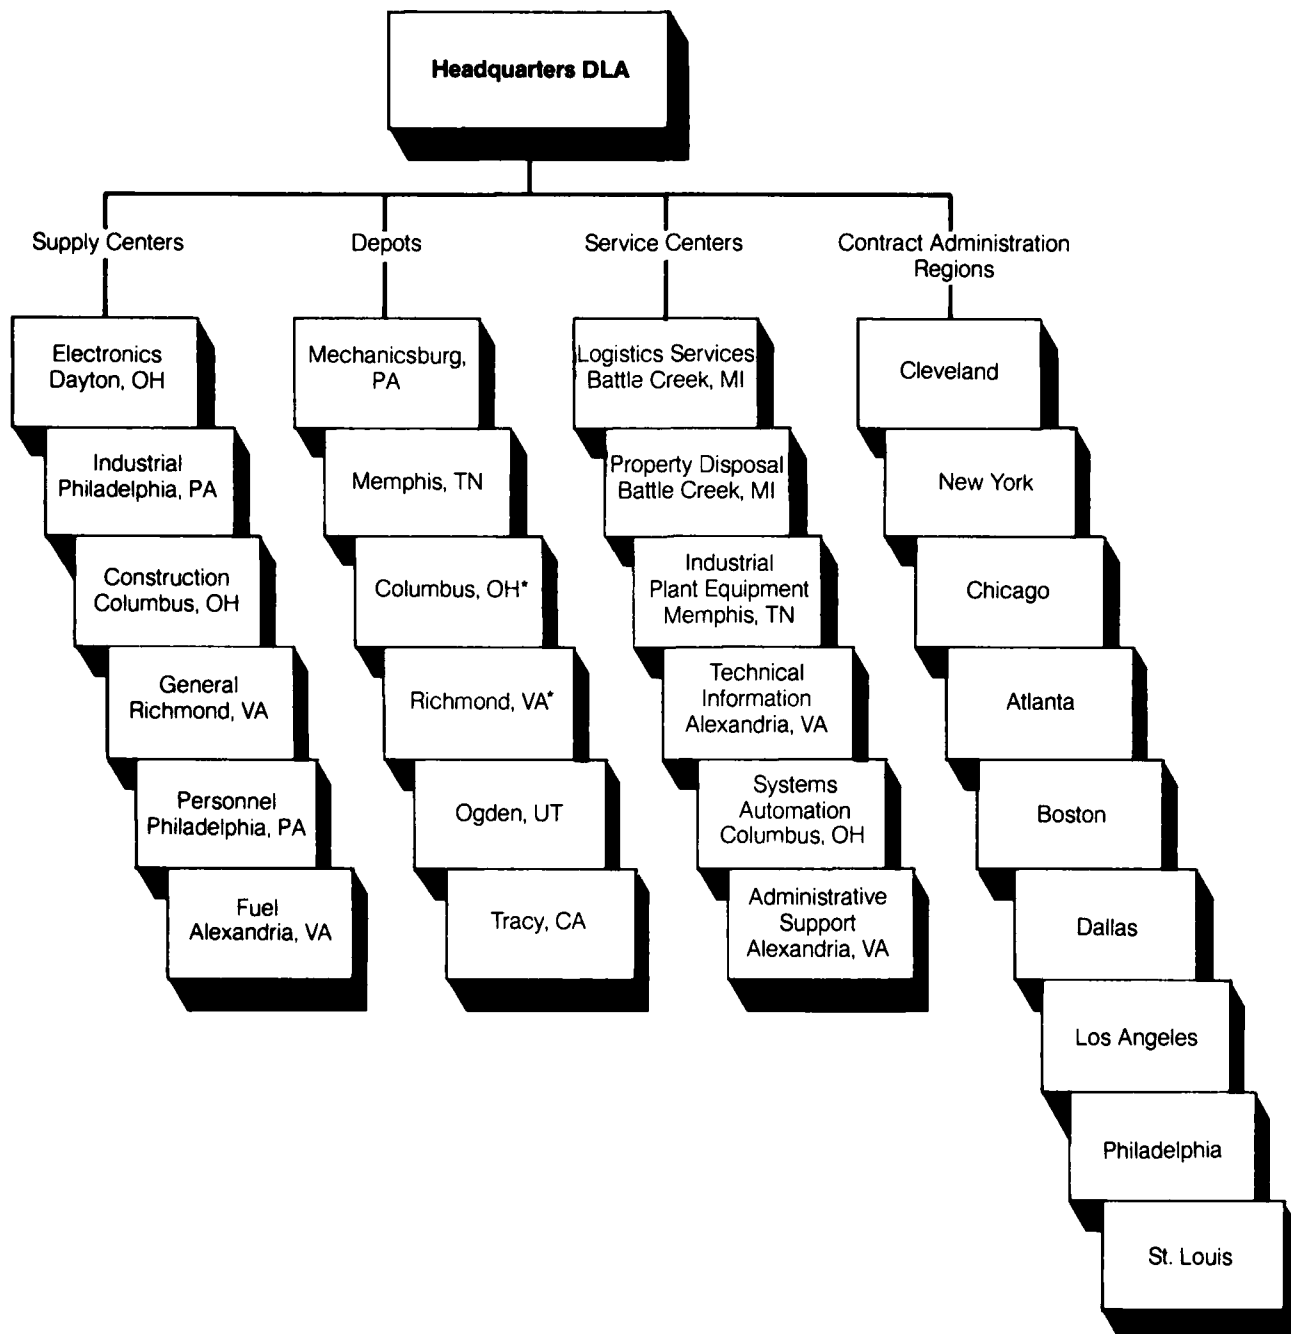 Headquarters DLA
Supply Centers
Depots
Service Centers
Contract Administration
Regions
Electronics
Dayton, OH
Industrial
Philadelphia, PA
Construction
Columbus, OH
General
Richmond, VA
Personnel
Philadelphia, PA
Fuel
Alexandria, VA
Mechanicsburg,
PA
Memphis, TN
Columbus, OH*
Richmond, VA*
Ogden, UT
Tracy, CA
Logistics Services
Battle Creek, MI
Property Disposal
Battle Creek, MI
Industrial
Plant Equipment
Memphis, TN
Technical
Information
Alexandria, VA
Systems
Automation
Columbus, OH
Administrative
Support
Alexandria, VA
Cleveland
New York
Chicago
Atlanta
Boston
Dallas
Los Angeles
Philadelphia
St. Louis